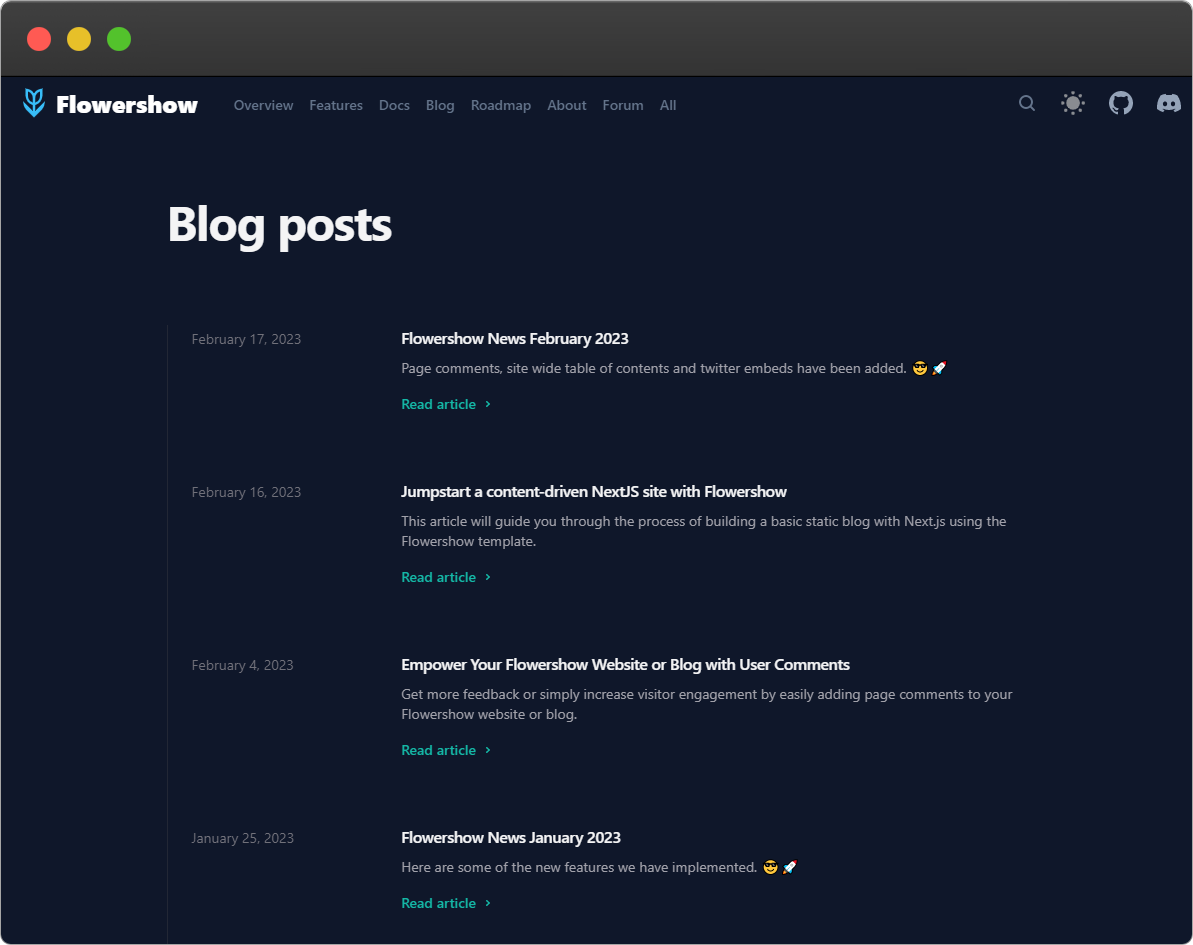 Flowershow
Overview Features Docs Blog Roadmap About Forum All
Blog posts
February 17, 2023
Flowershow News February 2023
Page comments, site wide table of contents and twitter embeds have been added. 😎 🚀
Read article ›
February 16, 2023
Jumpstart a content-driven NextJS site with Flowershow
This article will guide you through the process of building a basic static blog with Next.js using the
Flowershow template.
Read article ›
February 4, 2023
Empower Your Flowershow Website or Blog with User Comments
Get more feedback or simply increase visitor engagement by easily adding page comments to your
Flowershow website or blog.
Read article ›
January 25, 2023
Flowershow News January 2023
Here are some of the new features we have implemented. 😎 🚀
Read article ›